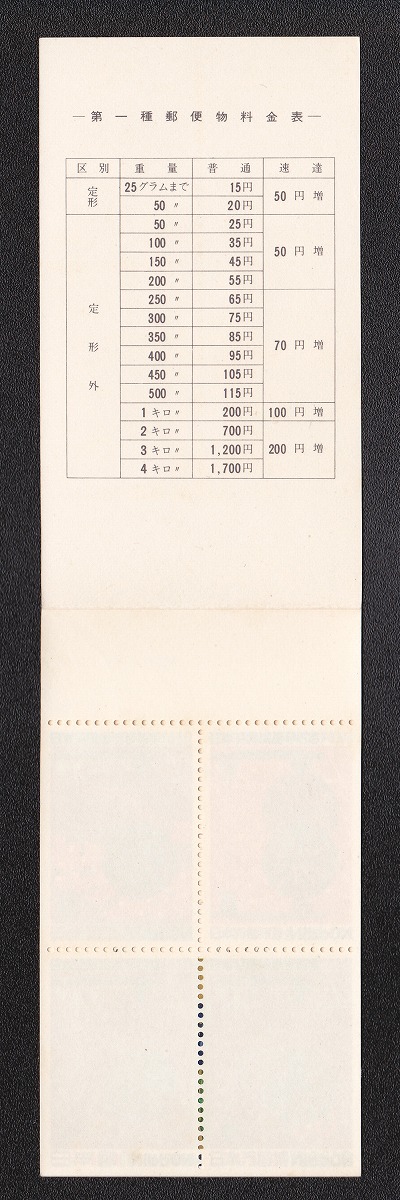 ―第一種郵便物料金表―
区別 重量 普通 速達
定形 25グラムまで 15円 50円増
50 〃 20円
定形外 50 〃 25円 50円増
100 〃 35円
150 〃 45円
200 〃 55円
250 〃 65円 70円増
300 〃 75円
350 〃 85円
400 〃 95円
450 〃 105円
500 〃 115円
1 キロ〃 200円 100円増
2 キロ〃 700円 200円増
3 キロ〃 1,200円
4 キロ〃 1,700円